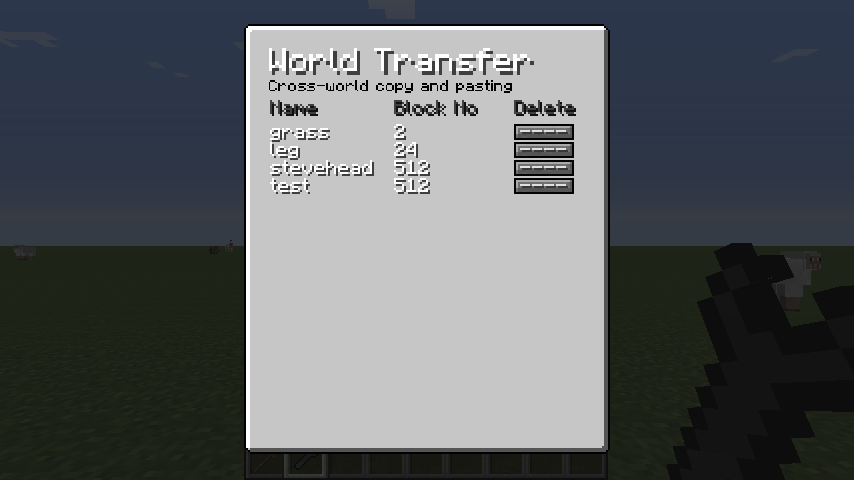 World Transfer
Cross-world copy and pasting
Name Block No Delete
grass 2 ----
leg 24 ----
stevehead 512 ----
test 512 ----